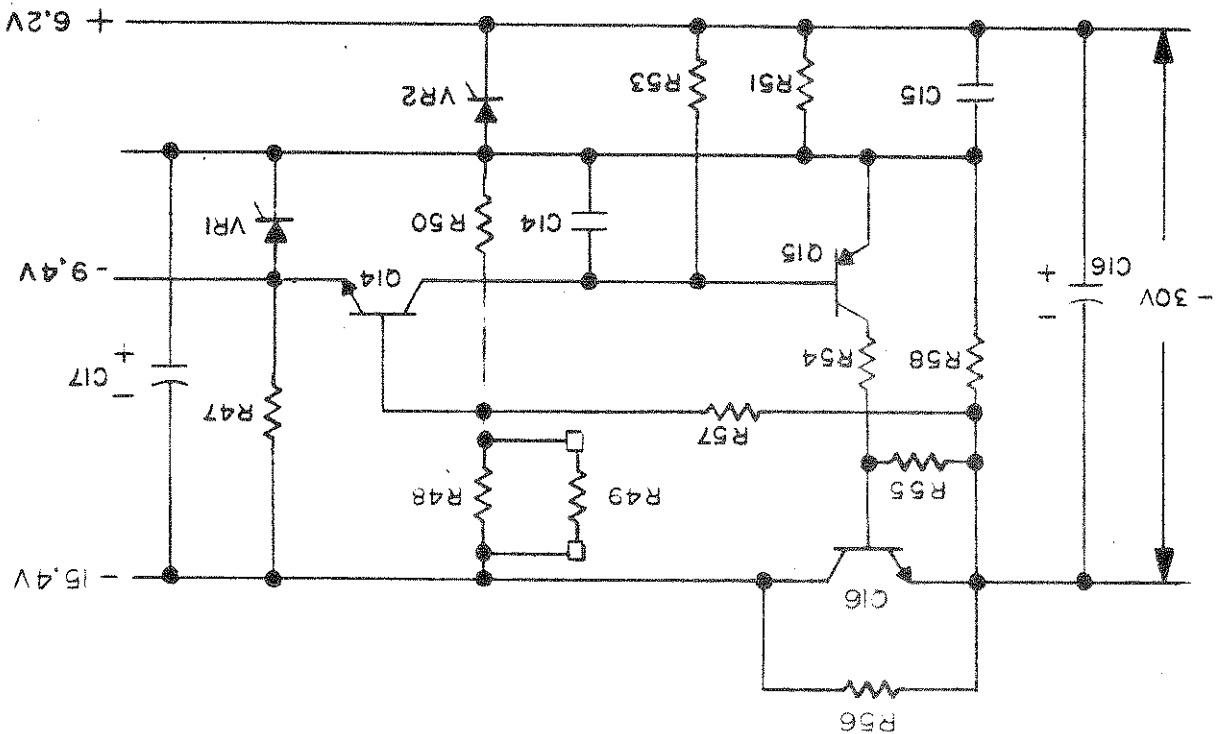 R56
Q16
- 15.4V
R55
R49
R48
R57
R58
R54
R47
-
C17
+
- 30V
-
C16
+
Q15
Q14
- 9.4V
C14
R50
VR1
C15
R51
R53
VR2
+ 6.2V